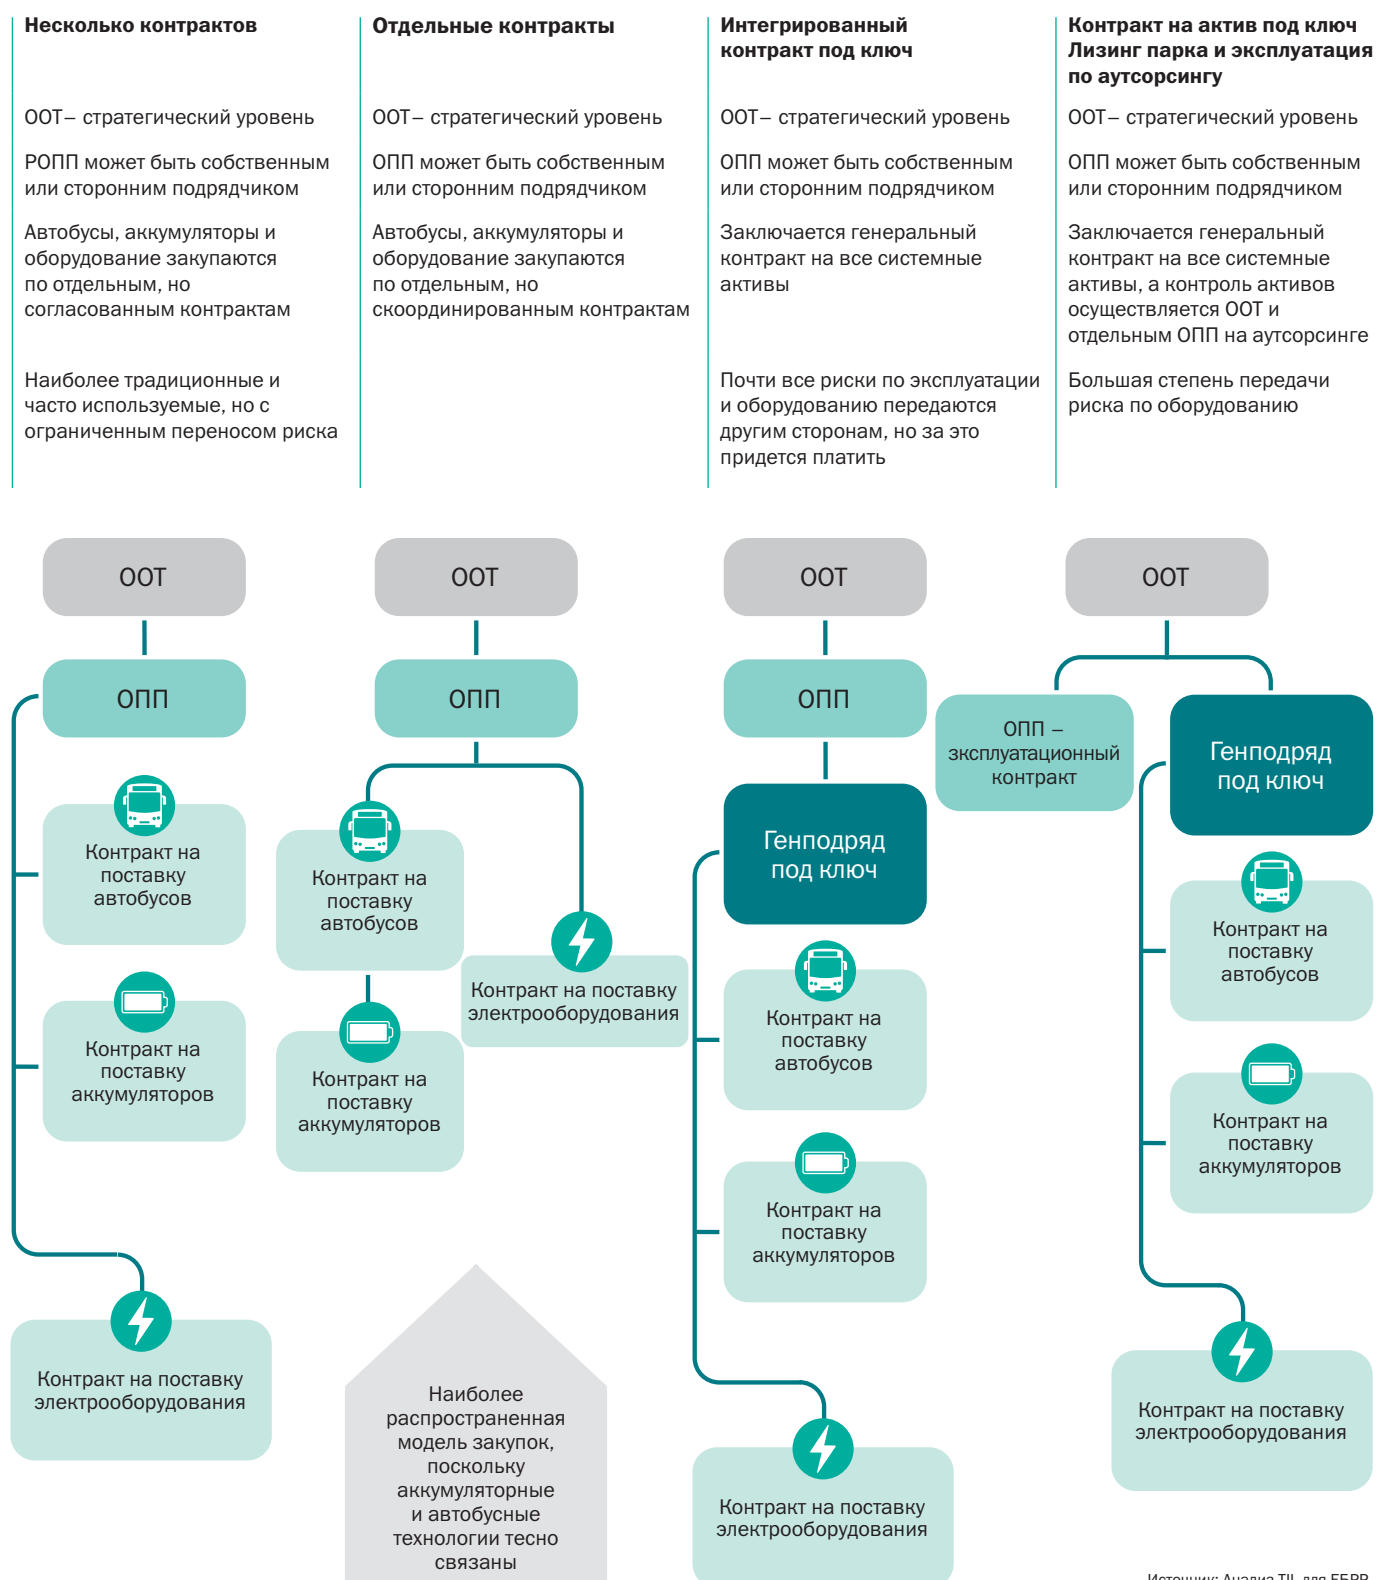 Несколько контрактов
ООТ– стратегический уровень
РОПП может быть собственным
или сторонним подрядчиком
Автобусы, аккумуляторы и
оборудование закупаются
по отдельным, но
согласованным контрактам
Наиболее традиционные и
часто используемые, но с
ограниченным переносом риска
Отдельные контракты
ООТ– стратегический уровень
ОПП может быть собственным
или сторонним подрядчиком
Автобусы, аккумуляторы и
оборудование закупаются
по отдельным, но
скоординированным контрактам
Интегрированный
контракт под ключ
ООТ– стратегический уровень
ОПП может быть собственным
или сторонним подрядчиком
Заключается генеральный
контракт на все системные
активы
Почти все риски по эксплуатации
и оборудованию передаются
другим сторонам, но за это
придется платить
Контракт на актив под ключ
Лизинг парка и эксплуатация
по аутсорсингу
ООТ– стратегический уровень
ОПП может быть собственным
или сторонним подрядчиком
Заключается генеральный
контракт на все системные
активы, а контроль активов
осуществляется ООТ и
отдельным ОПП на аутсорсинге
Большая степень передачи
риска по оборудованию
ООТ
ОПП
Контракт на
поставку
автобусов
Контракт на
поставку
аккумуляторов
Контракт на поставку
электрооборудования
ООТ
ОПП
Контракт на
поставку
автобусов
Контракт на
поставку
аккумуляторов
Контракт на поставку
электрооборудования
Наиболее
распространенная
модель закупок,
поскольку
аккумуляторные
и автобусные
технологии тесно
связаны
ООТ
ОПП
Генподряд
под ключ
Контракт на
поставку
автобусов
Контракт на
поставку
аккумуляторов
Контракт на поставку
электрооборудования
ООТ
ОПП –
зксплуатационный
контракт
Генподряд
под ключ
Контракт на
поставку
автобусов
Контракт на
поставку
аккумуляторов
Контракт на поставку
электрооборудования
Источник: Анализ TIL для ЕБРР